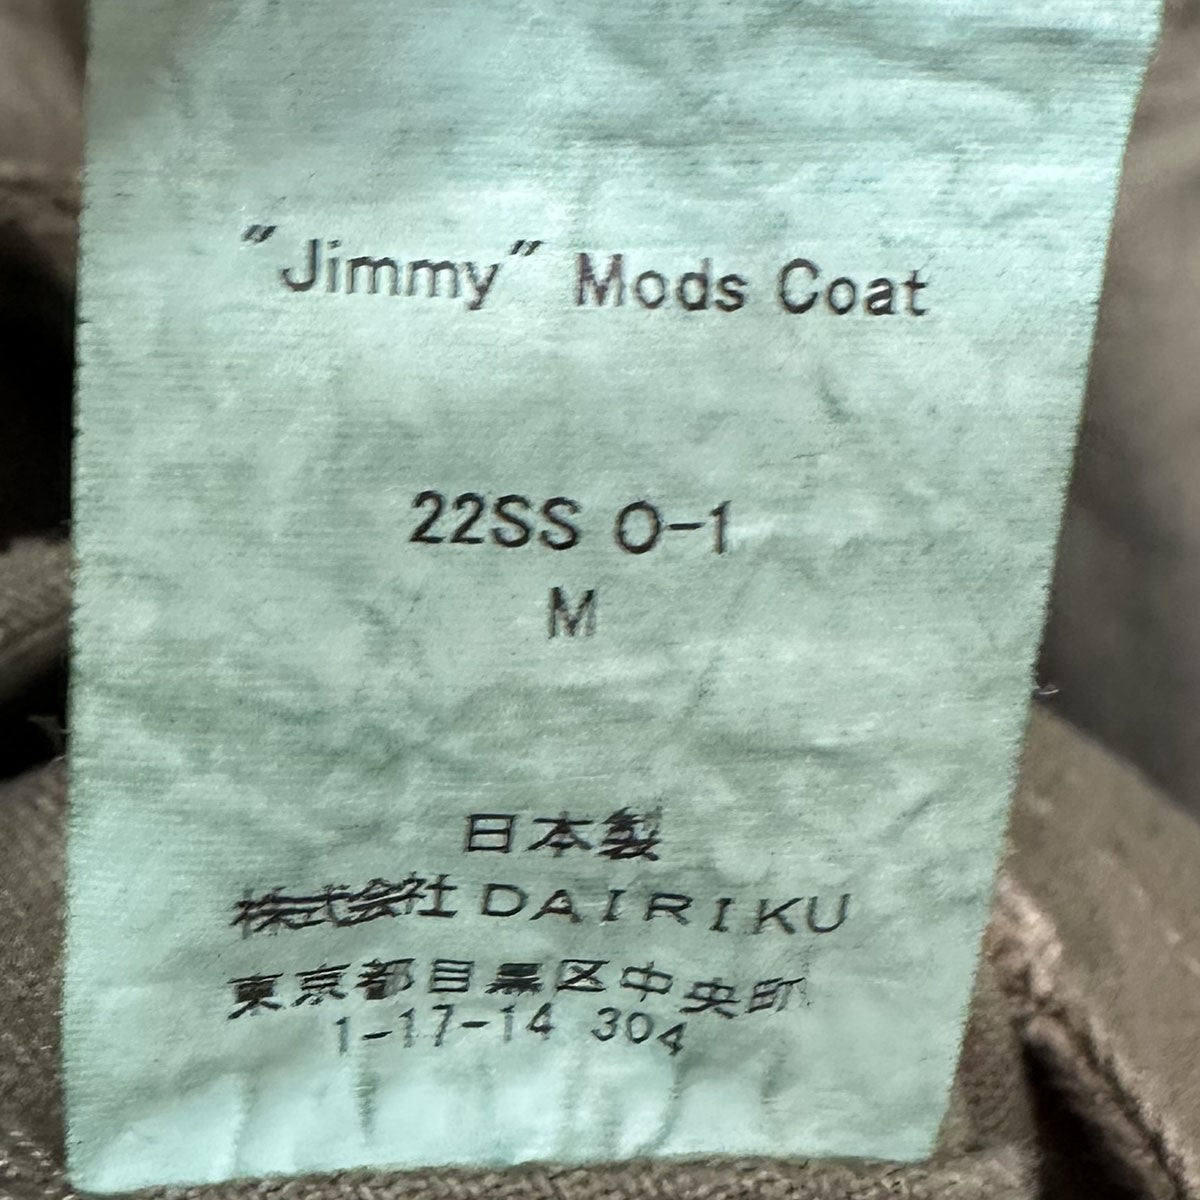 "Jimmy" Mods Coat
22SS O-1
M
日本製
株式会社DAIRIKU
東京都目黒区中央町
1-17-14 304